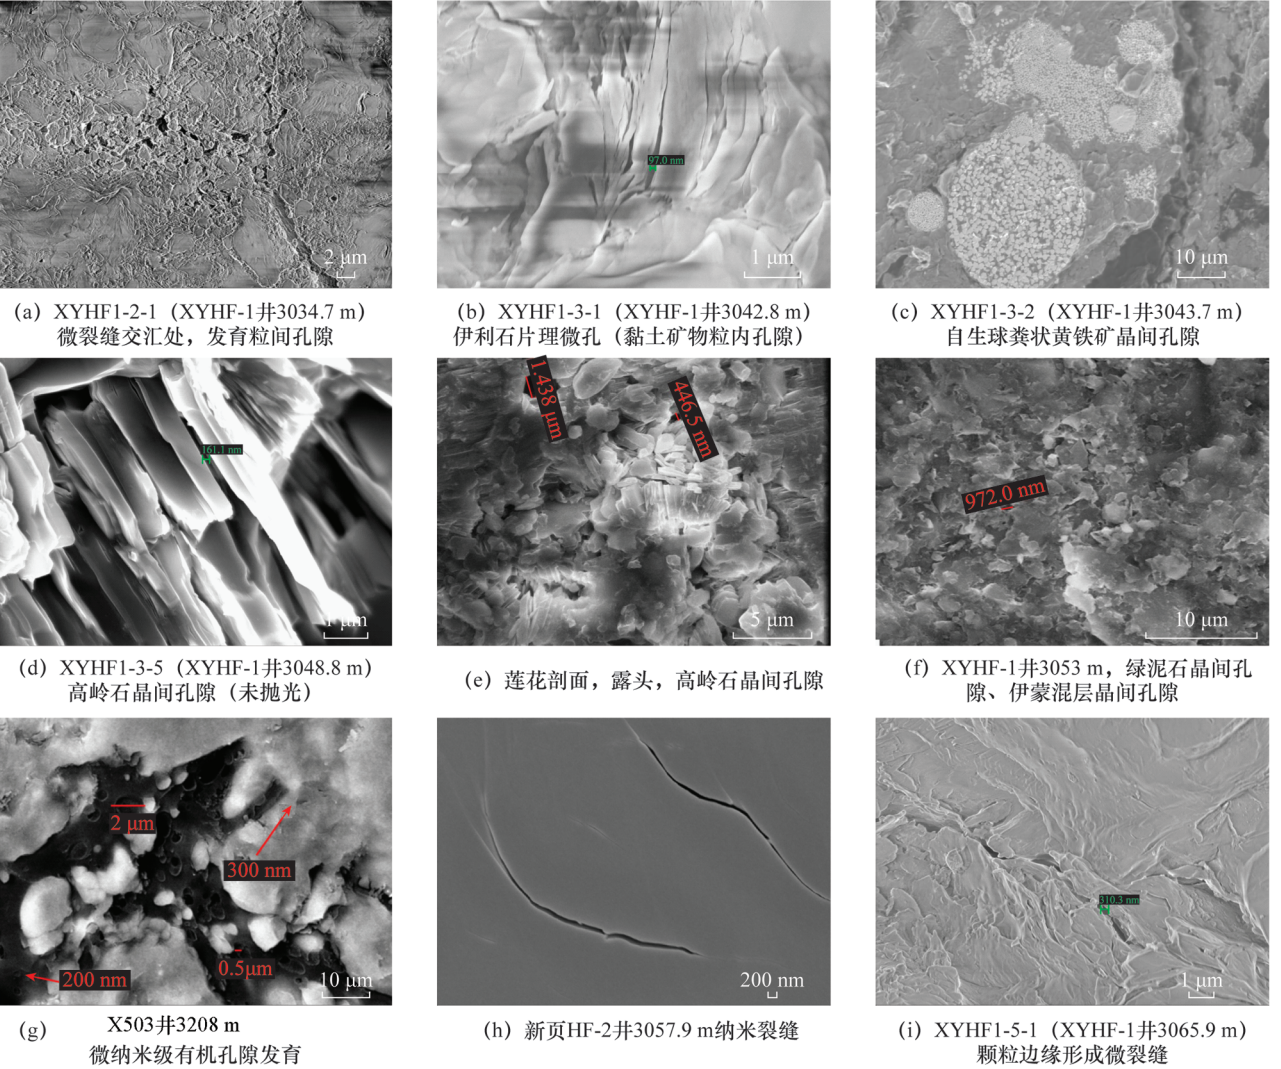 2 μm
97.0 nm
1 μm
10 μm
(a) XYHF1-2-1（XYHF-1井3034.7 m）
微裂缝交汇处，发育粒间孔隙
(b) XYHF1-3-1（XYHF-1井3042.8 m）
伊利石片理微孔（黏土矿物粒内孔隙）
(c) XYHF1-3-2（XYHF-1井3043.7 m）
自生球粪状黄铁矿晶间孔隙
161.1 nm
1 μm
1.438 μm
446.5 nm
5 μm
972.0 nm
10 μm
(d) XYHF1-3-5（XYHF-1井3048.8 m）
高岭石晶间孔隙（未抛光）
(e) 莲花剖面，露头，高岭石晶间孔隙
(f) XYHF-1井3053 m，绿泥石晶间孔
隙、伊蒙混层晶间孔隙
2 μm
300 nm
0.5μm
200 nm
10 μm
200 nm
310.3 nm
1 μm
(g) X503井3208 m
微纳米级有机孔隙发育
(h) 新页HF-2井3057.9 m纳米裂缝
(i) XYHF1-5-1（XYHF-1井3065.9 m）
颗粒边缘形成微裂缝